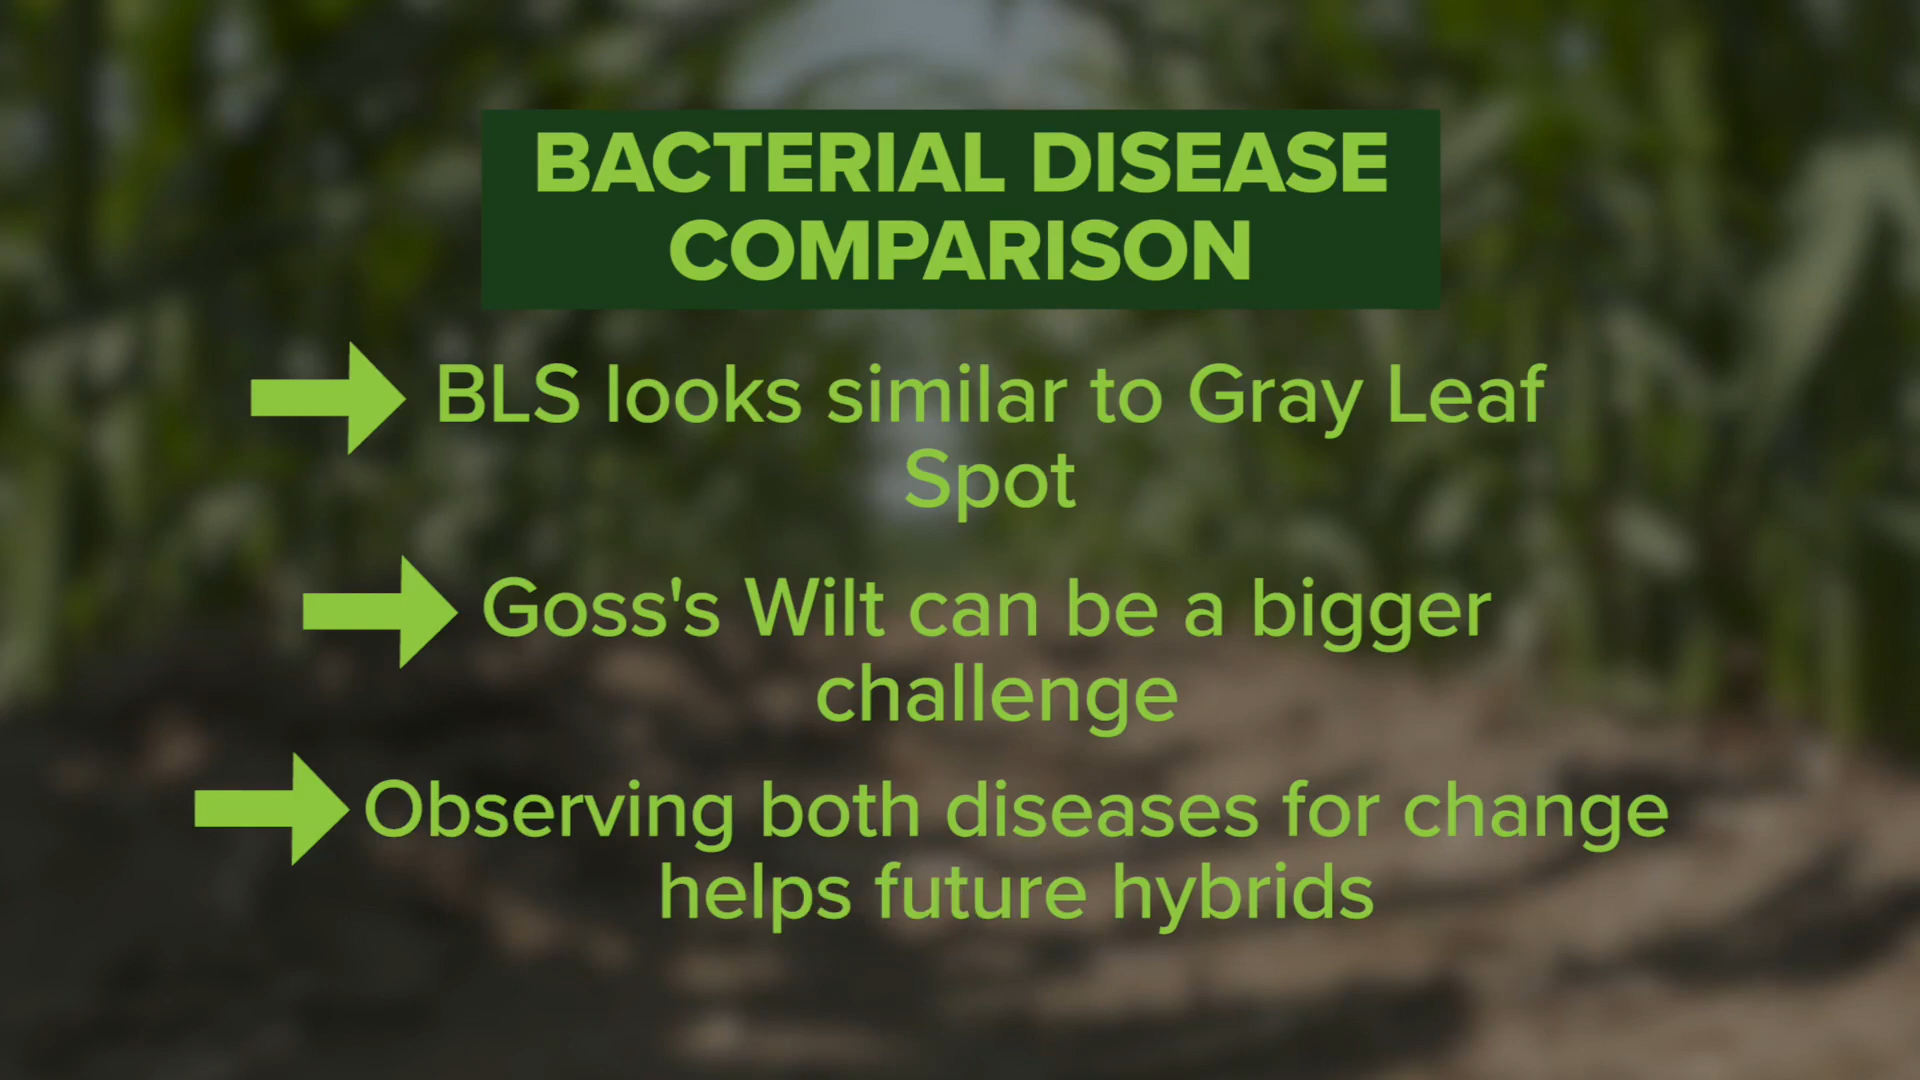 BACTERIAL DISEASE
COMPARISON
BLS looks similar to Gray Leaf
Spot
Goss's Wilt can be a bigger
challenge
Observing both diseases for change
helps future hybrids